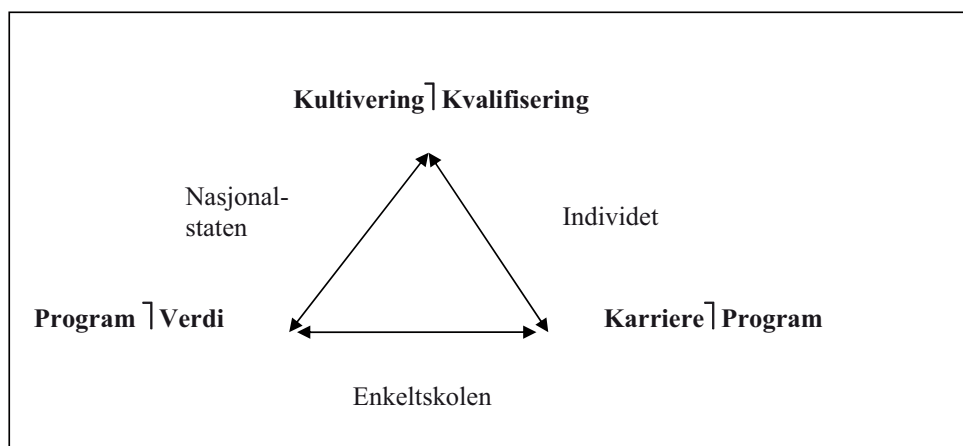 Kultivering ⏋ Kvalifisering
Nasjonal-
staten
Individet
Program ⏋ Verdi
Karriere ⏋ Program
Enkeltskolen